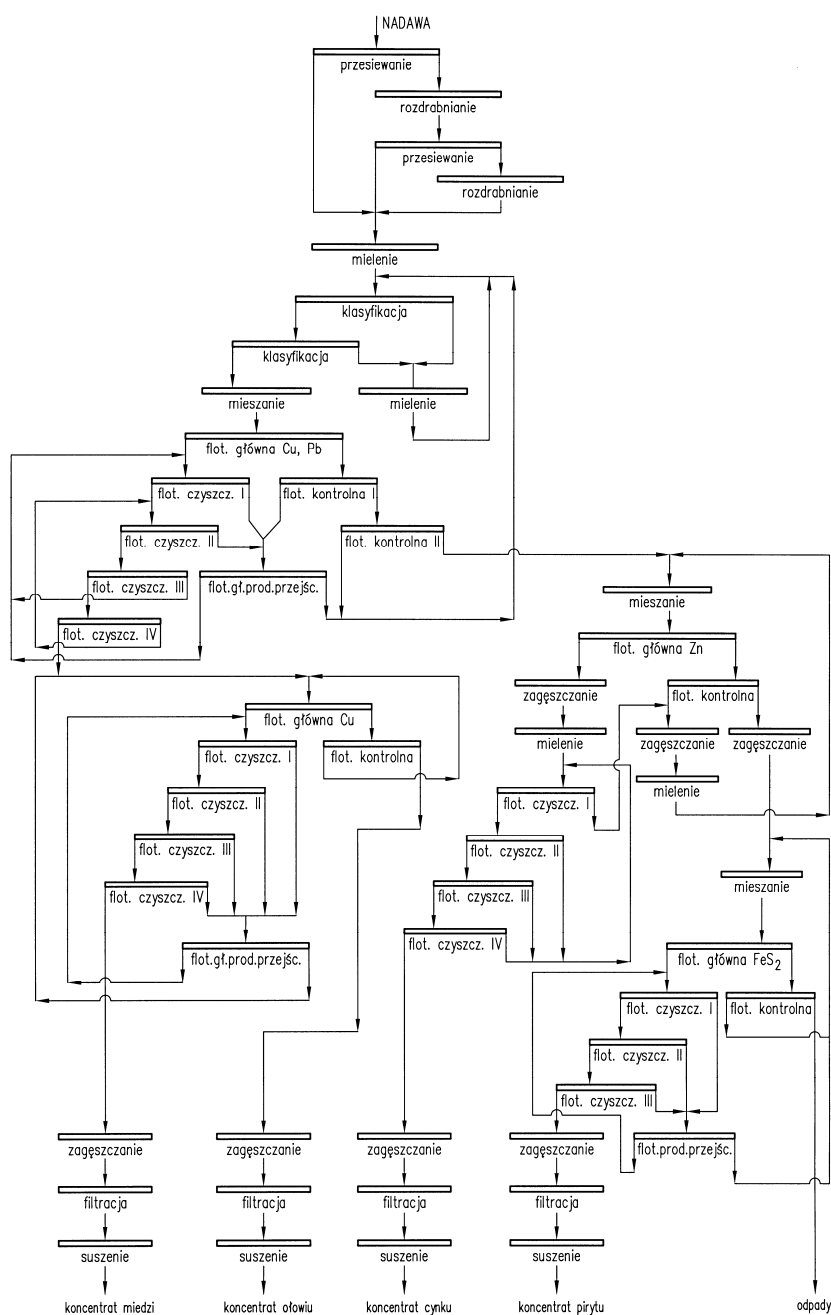 NADAWA
przesiewanie
rozdrabnianie
przesiewanie
rozdrabnianie
mielenie
klasyfikacja
klasyfikacja
mieszanie
mielenie
flot. główna Cu, Pb
flot. czyszcz. I
flot. kontrolna I
flot. czyszcz. II
flot. kontrolna II
flot. czyszcz. III
flot.gł.prod.przejśc.
flot. czyszcz. IV
mieszanie
flot. główna Zn
zagęszczanie
flot. kontrolna
mielenie
zagęszczanie
zagęszczanie
mielenie
flot. główna Cu
flot. czyszcz. I
flot. kontrolna
flot. czyszcz. II
flot. czyszcz. III
flot. czyszcz. IV
flot.gł.prod.przejśc.
flot. czyszcz. I
flot. czyszcz. II
flot. czyszcz. III
flot. czyszcz. IV
mieszanie
flot. główna FeS2
flot. czyszcz. I
flot. kontrolna
flot. czyszcz. II
flot. czyszcz. III
flot.prod.przejśc.
zagęszczanie
zagęszczanie
zagęszczanie
zagęszczanie
filtracja
filtracja
filtracja
filtracja
suszenie
suszenie
suszenie
suszenie
koncentrat miedzi
koncentrat ołowiu
koncentrat cynku
koncentrat pirytu
odpady